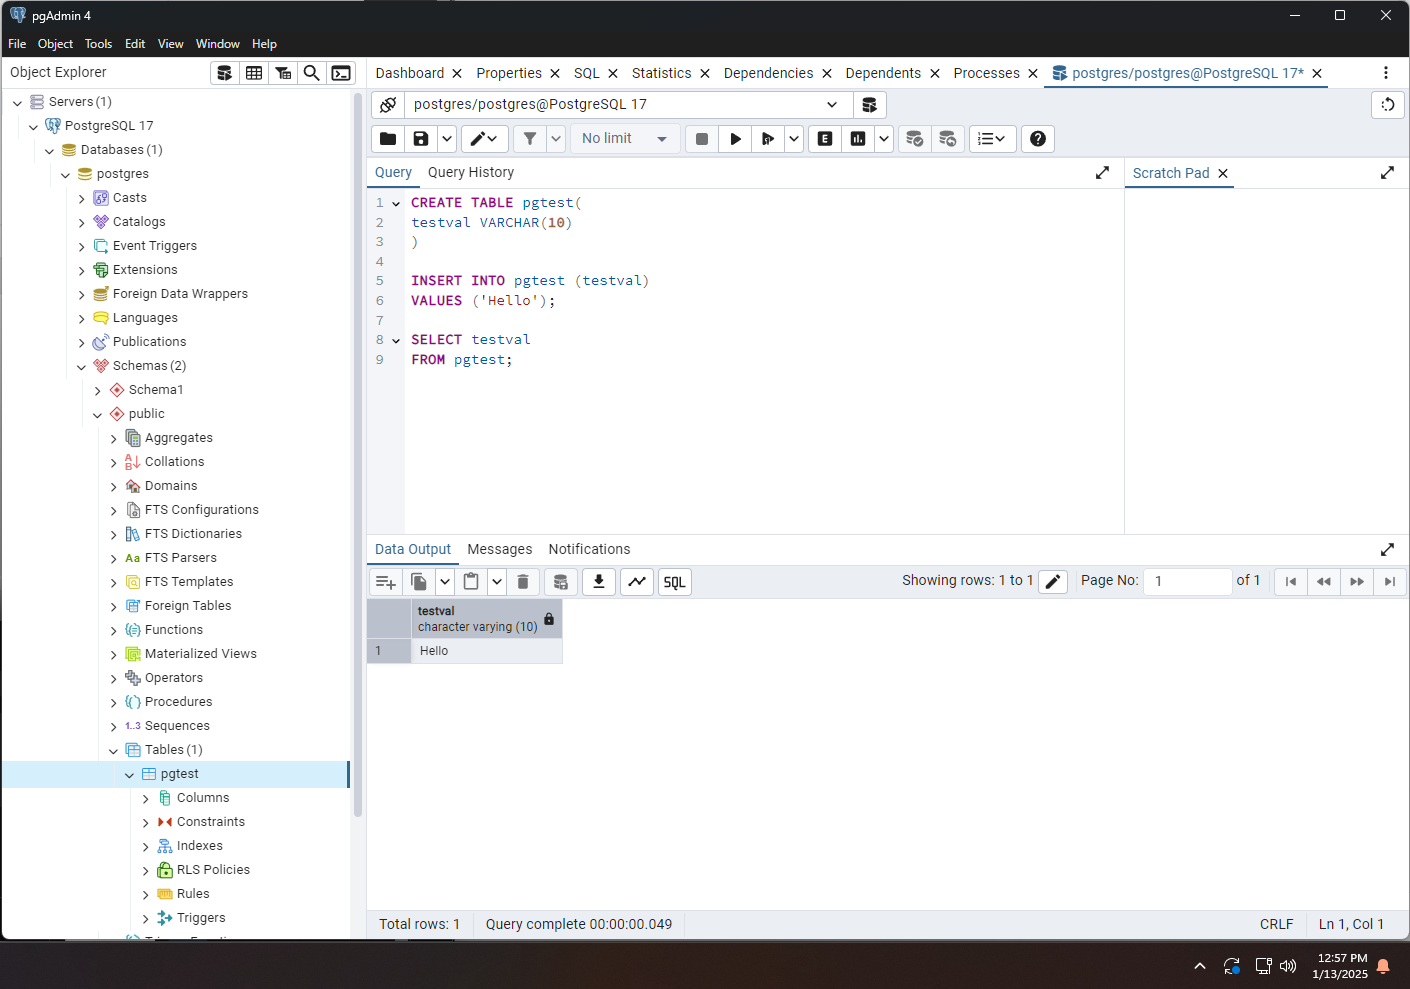 pgAdmin 4
File Object Tools Edit View Window Help
Object Explorer
Dashboard Properties SQL Statistics Dependencies Dependents Processes postgres/postgres@PostgreSQL 17*
Servers (1)
PostgreSQL 17
Databases (1)
postgres
Casts
Catalogs
Event Triggers
Extensions
Foreign Data Wrappers
Languages
Publications
Schemas (2)
Schema1
public
Aggregates
Collations
Domains
FTS Configurations
FTS Dictionaries
Aa FTS Parsers
FTS Templates
Foreign Tables
Functions
Materialized Views
Operators
Procedures
1..3 Sequences
Tables (1)
pgtest
Columns
Constraints
Indexes
RLS Policies
Rules
Triggers
postgres/postgres@PostgreSQL 17
No limit
E
Query Query History
Scratch Pad
1 CREATE TABLE pgtest(
2 testval VARCHAR(10)
3 )
4
5 INSERT INTO pgtest (testval)
6 VALUES ('Hello');
7
8 SELECT testval
9 FROM pgtest;
Data Output Messages Notifications
SQL
Showing rows: 1 to 1
Page No: 1 of 1
testval
character varying (10)
1 Hello
Total rows: 1 Query complete 00:00:00.049
CRLF Ln 1, Col 1
12:57 PM
1/13/2025